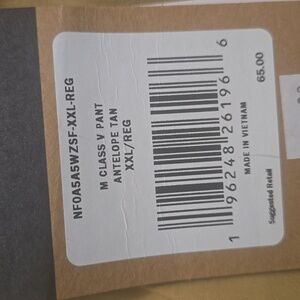 NF0A5A5WZSF-XXL-REG
M CLASS V PANT
ANTELOPE TAN
XXL/REG
1 96248 26196 6
MADE IN VIETNAM
65.00
Suggested Retail